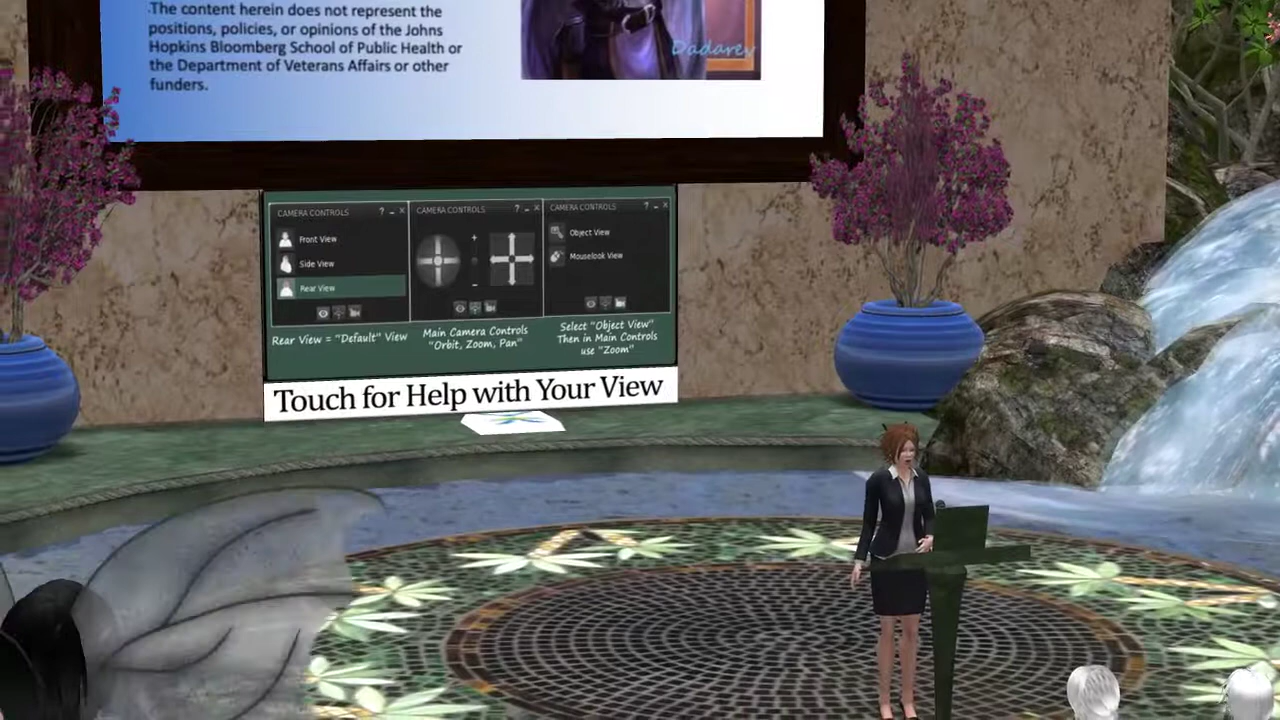 .The content herein does not represent the
positions, policies, or opinions of the Johns
Hopkins Bloomberg School of Public Health or
the Department of Veterans Affairs or other
funders.
Dadarev
CAMERA CONTROLS ? _ x
Front View
Side View
Rear View
CAMERA CONTROLS ? _ x
+
-
CAMERA CONTROLS ? _ x
Object View
Mouselook View
Rear View = "Default" View
Main Camera Controls
"Orbit, Zoom, Pan"
Select "Object View"
Then in Main Controls
use "Zoom"
Touch for Help with Your View